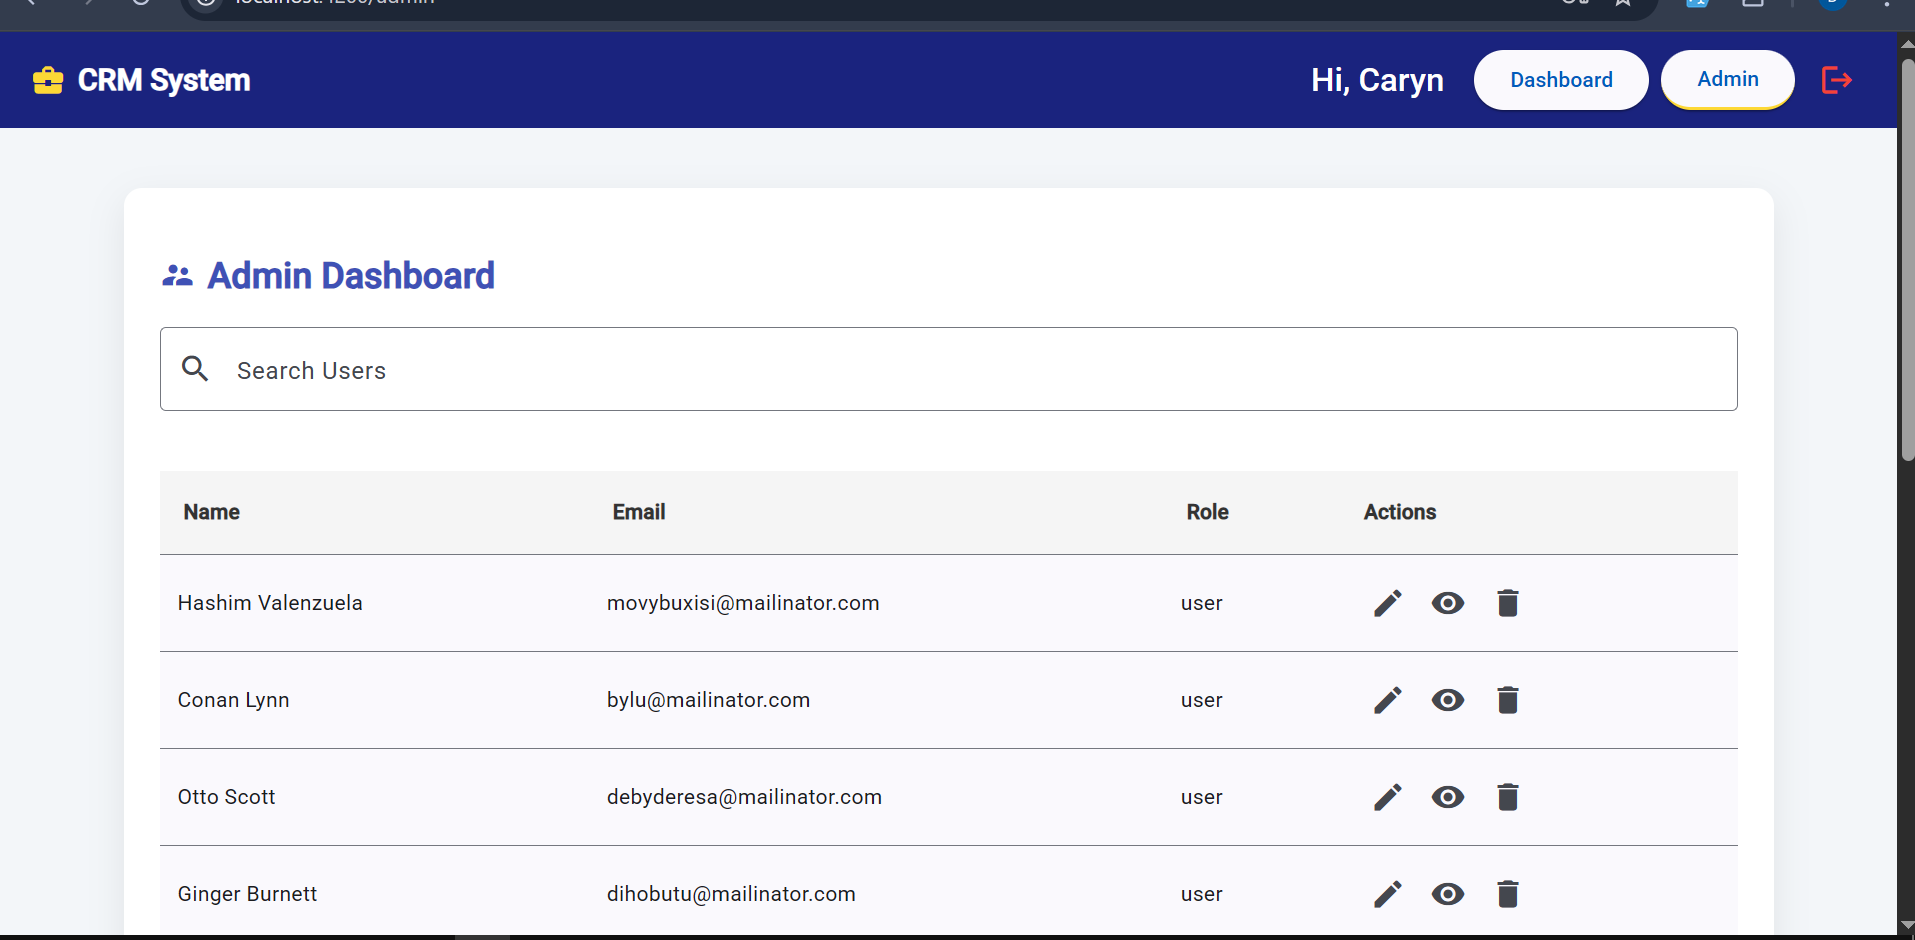 CRM System
Hi, Caryn
Dashboard
Admin
Admin Dashboard
Search Users
Name Email Role Actions
Hashim Valenzuela movybuxisi@mailinator.com user
Conan Lynn bylu@mailinator.com user
Otto Scott debyderesa@mailinator.com user
Ginger Burnett dihobutu@mailinator.com user